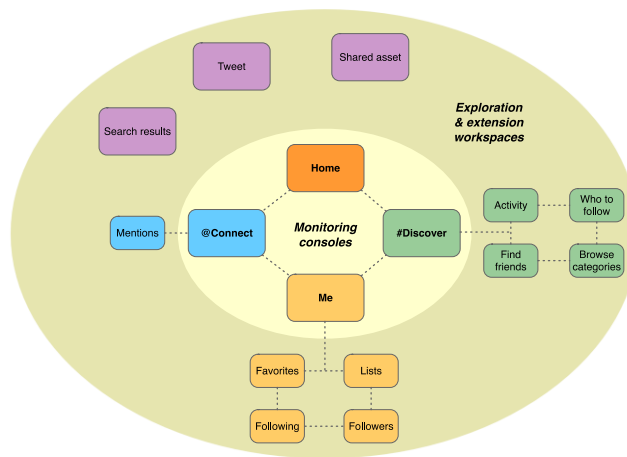 Shared asset
Tweet
Search results
Exploration
& extension
workspaces
Home
Activity
Who to
follow
Mentions
@Connect
Monitoring
consoles
#Discover
Find
friends
Browse
categories
Me
Favorites
Lists
Following
Followers